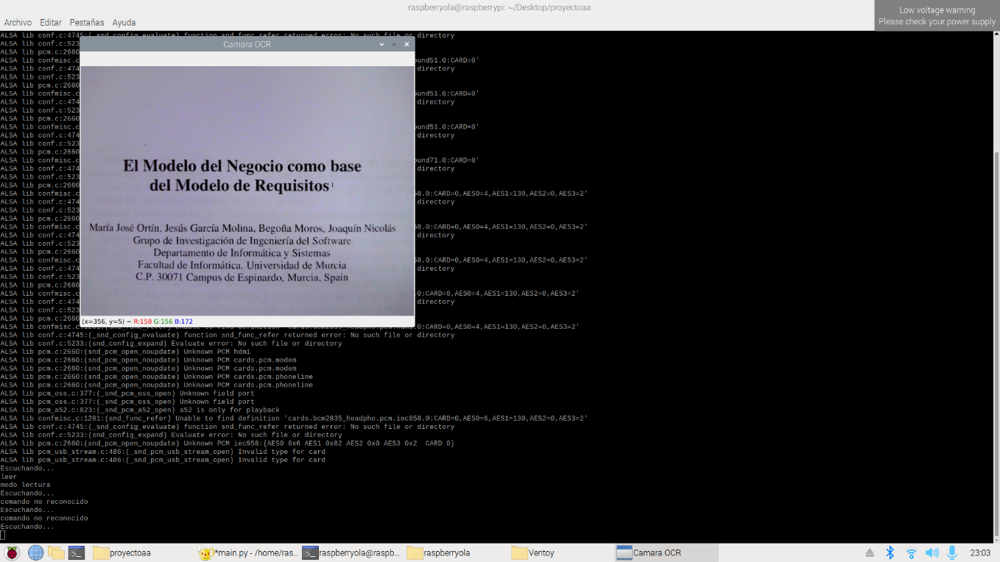 raspberryola@raspberrypi: ~/Desktop/proyectoaa
Low voltage warning
Please check your power supply
Archivo Editar Pestañas Ayuda
ALSA lib conf.c:4745:(_snd_config_evaluate) function snd_func_refer returned error: No such file or directory
ALSA lib conf.c:523
ALSA lib pcm.c:2660
ALSA lib confmisc.c ound51.0:CARD=0'
ALSA lib conf.c:474 directory
ALSA lib conf.c:523
ALSA lib pcm.c:2660
ALSA lib confmisc.c ound51.0:CARD=0'
ALSA lib conf.c:474 directory
ALSA lib conf.c:523
ALSA lib pcm.c:2660
ALSA lib confmisc.c ound51.0:CARD=0'
ALSA lib conf.c:474 directory
ALSA lib conf.c:523
ALSA lib pcm.c:2660
ALSA lib confmisc.c ound71.0:CARD=0'
ALSA lib conf.c:474 directory
ALSA lib conf.c:523
ALSA lib pcm.c:2660
ALSA lib confmisc.c 58.0:CARD=0,AES0=4,AES1=130,AES2=0,AES3=2'
ALSA lib conf.c:474 directory
ALSA lib conf.c:523
ALSA lib pcm.c:2660
ALSA lib confmisc.c 58.0:CARD=0,AES0=4,AES1=130,AES2=0,AES3=2'
ALSA lib conf.c:474 directory
ALSA lib conf.c:523
ALSA lib pcm.c:2660
ALSA lib confmisc.c 58.0:CARD=0,AES0=4,AES1=130,AES2=0,AES3=2'
ALSA lib conf.c:474 directory
ALSA lib conf.c:523
ALSA lib pcm.c:2660
ALSA lib confmisc.c .0:CARD=0,AES0=4,AES1=130,AES2=0,AES3=2'
ALSA lib conf.c:474 directory
ALSA lib conf.c:523
ALSA lib pcm.c:2660
Camara OCR
El Modelo del Negocio como base
del Modelo de Requisitos1
María José Ortín, Jesús García Molina, Begoña Moros, Joaquín Nicolás
Grupo de Investigación de Ingeniería del Software
Departamento de Informática y Sistemas
Facultad de Informática. Universidad de Murcia
C.P. 30071 Campus de Espinardo, Murcia, Spain
(x=356, y=5) ~ R:158 G:156 B:172
ALSA lib confmisc.c:1281:(snd_func_refer) Unable to find definition 'cards.bcm2835_headpho.pcm.hdmi.0:CARD=0,AES0=4,AES1=130,AES2=0,AES3=2'
ALSA lib conf.c:4745:(_snd_config_evaluate) function snd_func_refer returned error: No such file or directory
ALSA lib conf.c:5233:(snd_config_expand) Evaluate error: No such file or directory
ALSA lib pcm.c:2660:(snd_pcm_open_noupdate) Unknown PCM hdmi
ALSA lib pcm.c:2660:(snd_pcm_open_noupdate) Unknown PCM cards.pcm.modem
ALSA lib pcm.c:2660:(snd_pcm_open_noupdate) Unknown PCM cards.pcm.modem
ALSA lib pcm.c:2660:(snd_pcm_open_noupdate) Unknown PCM cards.pcm.phoneline
ALSA lib pcm.c:2660:(snd_pcm_open_noupdate) Unknown PCM cards.pcm.phoneline
ALSA lib pcm_oss.c:377:(_snd_pcm_oss_open) Unknown field port
ALSA lib pcm_oss.c:377:(_snd_pcm_oss_open) Unknown field port
ALSA lib pcm_a52.c:823:(_snd_pcm_a52_open) a52 is only for playback
ALSA lib confmisc.c:1281:(snd_func_refer) Unable to find definition 'cards.bcm2835_headpho.pcm.iec958.0:CARD=0,AES0=6,AES1=130,AES2=0,AES3=2'
ALSA lib conf.c:4745:(_snd_config_evaluate) function snd_func_refer returned error: No such file or directory
ALSA lib conf.c:5233:(snd_config_expand) Evaluate error: No such file or directory
ALSA lib pcm.c:2660:(snd_pcm_open_noupdate) Unknown PCM iec958:{AES0 0x6 AES1 0x82 AES2 0x0 AES3 0x2  CARD 0}
ALSA lib pcm_usb_stream.c:486:(_snd_pcm_usb_stream_open) Invalid type for card
ALSA lib pcm_usb_stream.c:486:(_snd_pcm_usb_stream_open) Invalid type for card
Escuchando...
leer
modo lectura
Escuchando...
comando no reconocido
Escuchando...
comando no reconocido
Escuchando...
proyectoaa *main.py - /home/ras... raspberryola@raspb... raspberryola Ventoy Camara OCR 23:03